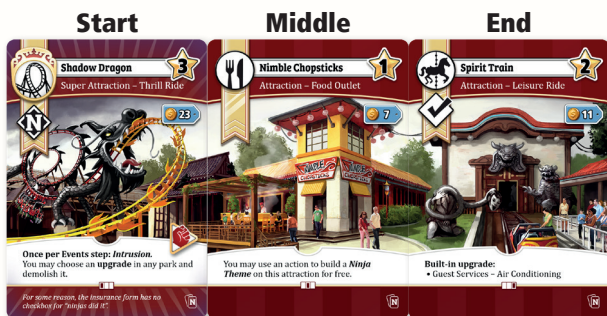 Start
Middle
End
Shadow Dragon
3
Super Attraction – Thrill Ride
N
23
Once per Events step: Intrusion.
You may choose an upgrade in any park and
demolish it.
For some reason, the insurance form has no
checkbox for "ninjas did it".
N
Nimble Chopsticks
1
Attraction – Food Outlet
7
NIMBLE
CHOPSTICKS
You may use an action to build a Ninja
Theme on this attraction for free.
N
Spirit Train
2
Attraction – Leisure Ride
11
Built-in upgrade:
• Guest Services – Air Conditioning
N